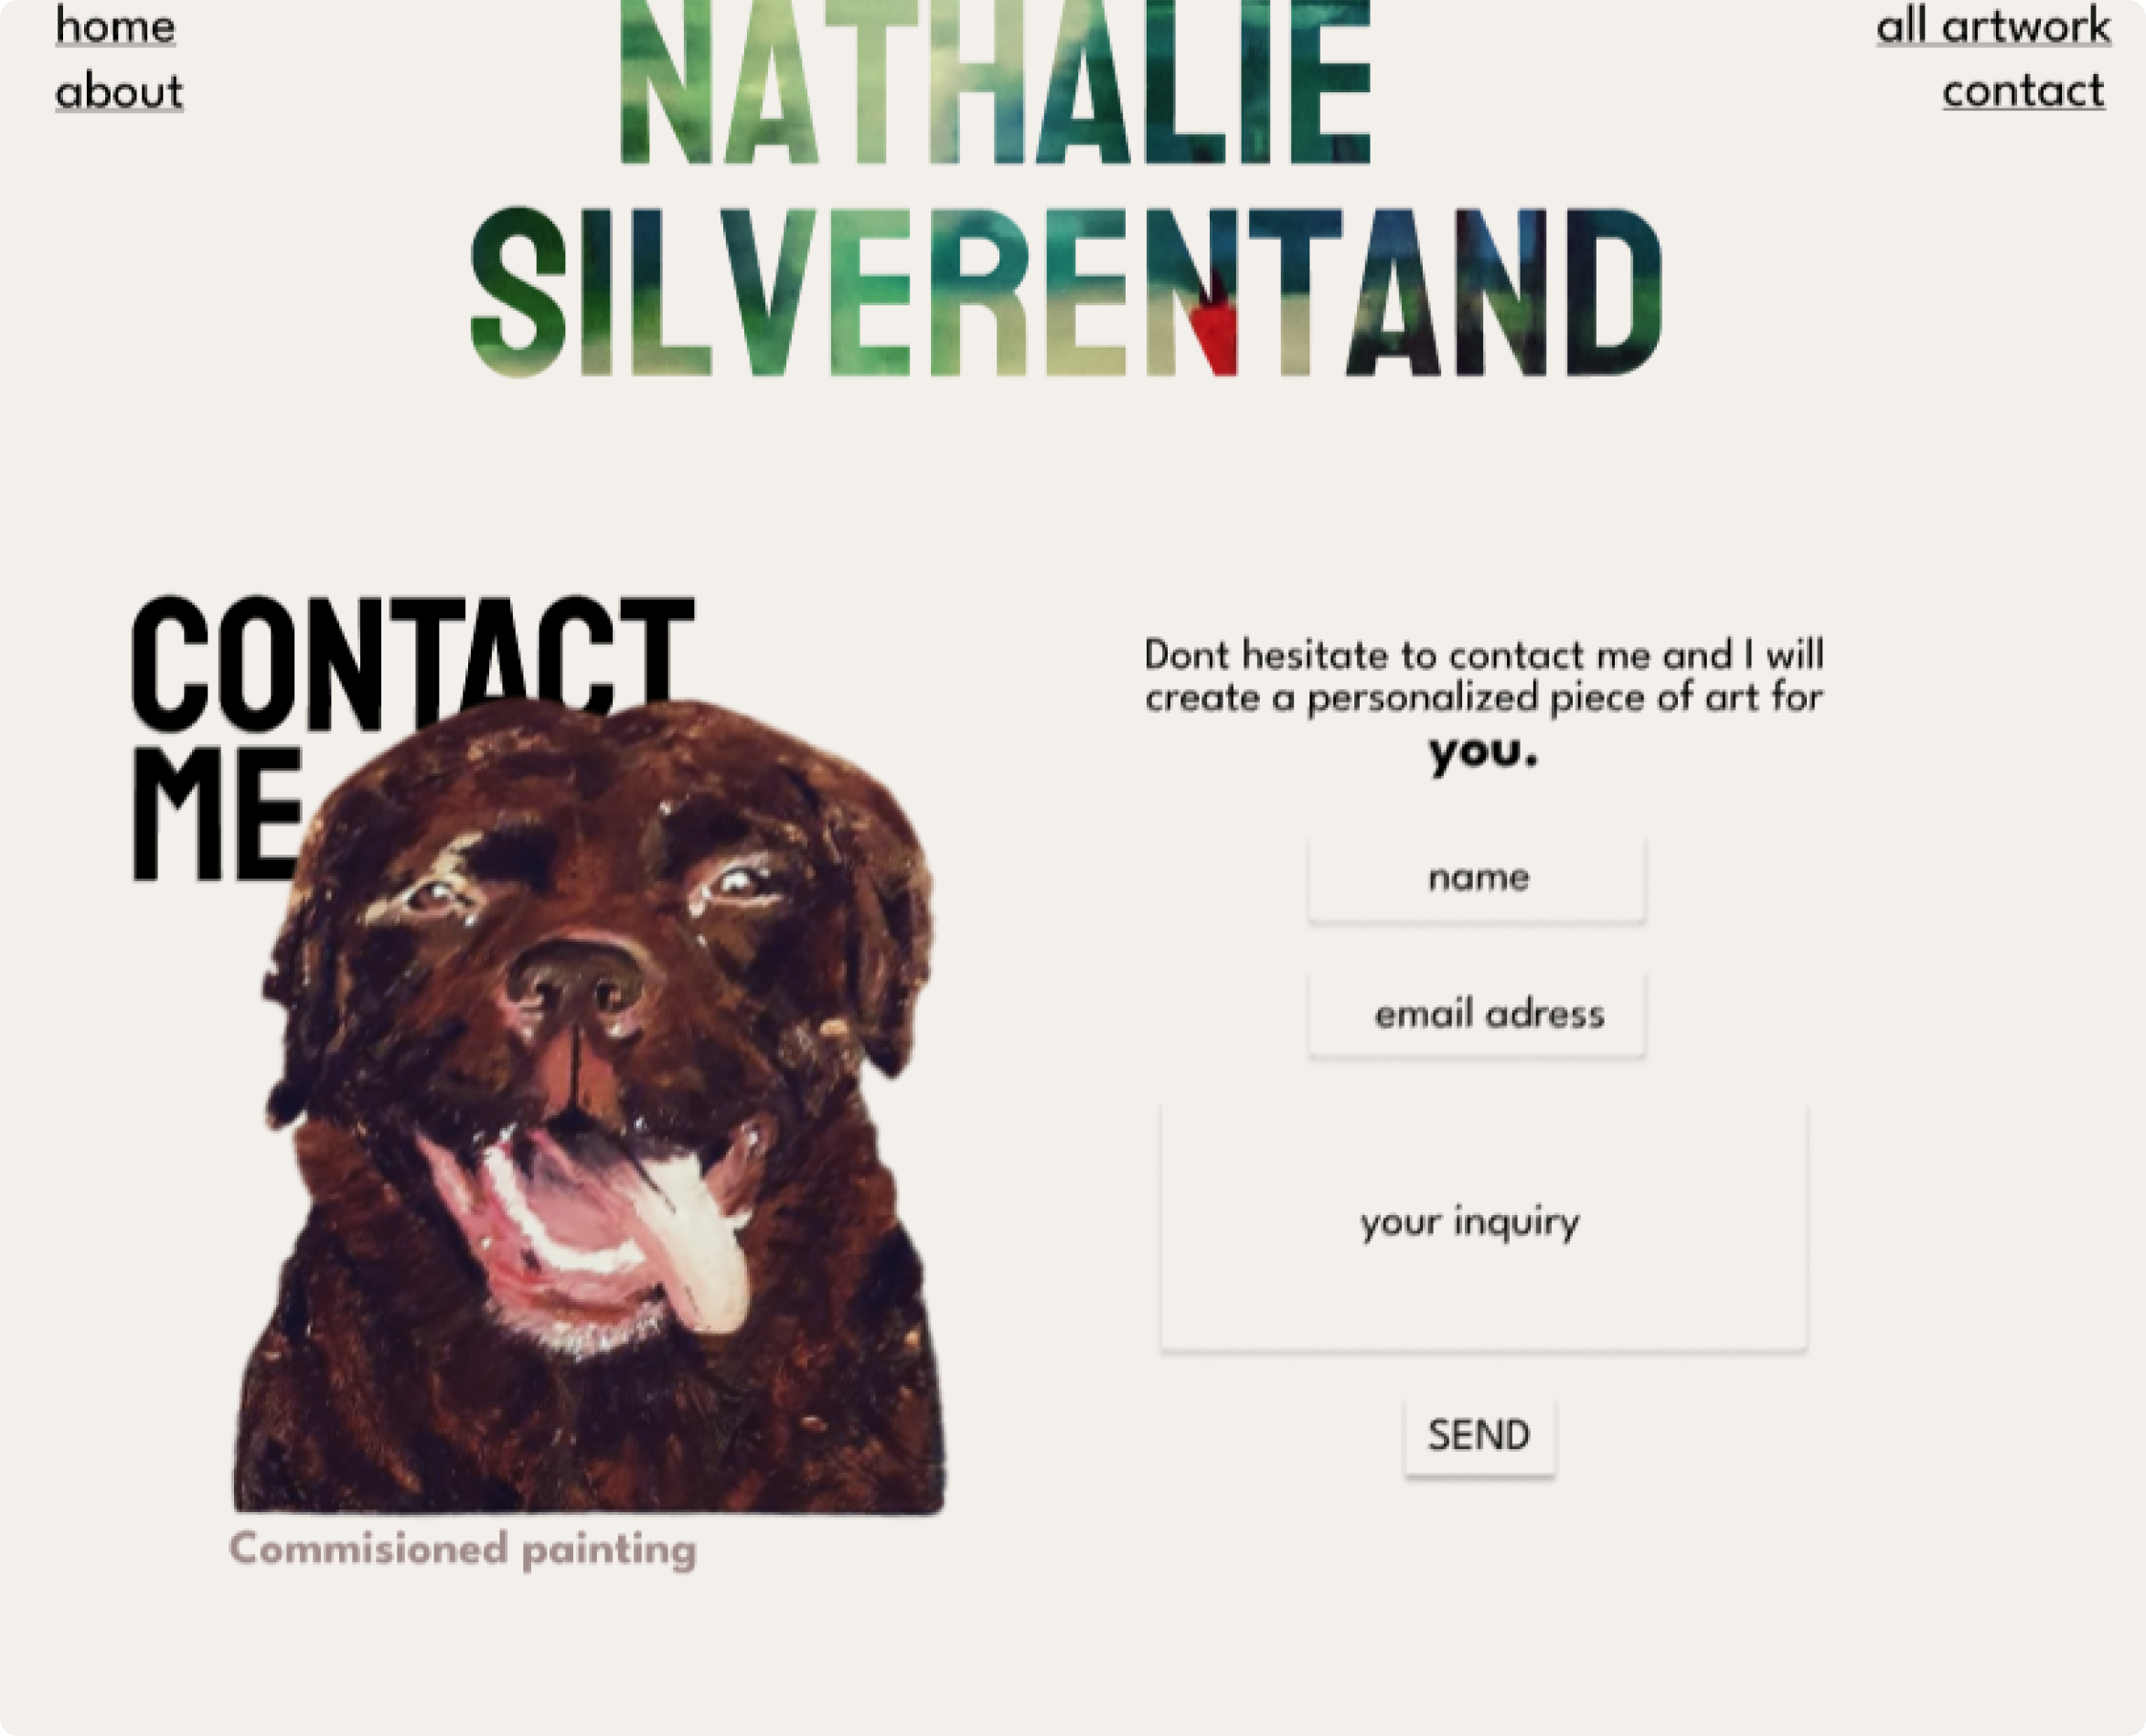 home
about
all artwork
contact
NATHALIE
SILVERENTAND
CONTACT
ME
Commisioned painting
Dont hesitate to contact me and I will
create a personalized piece of art for
you.
name
email adress
your inquiry
SEND